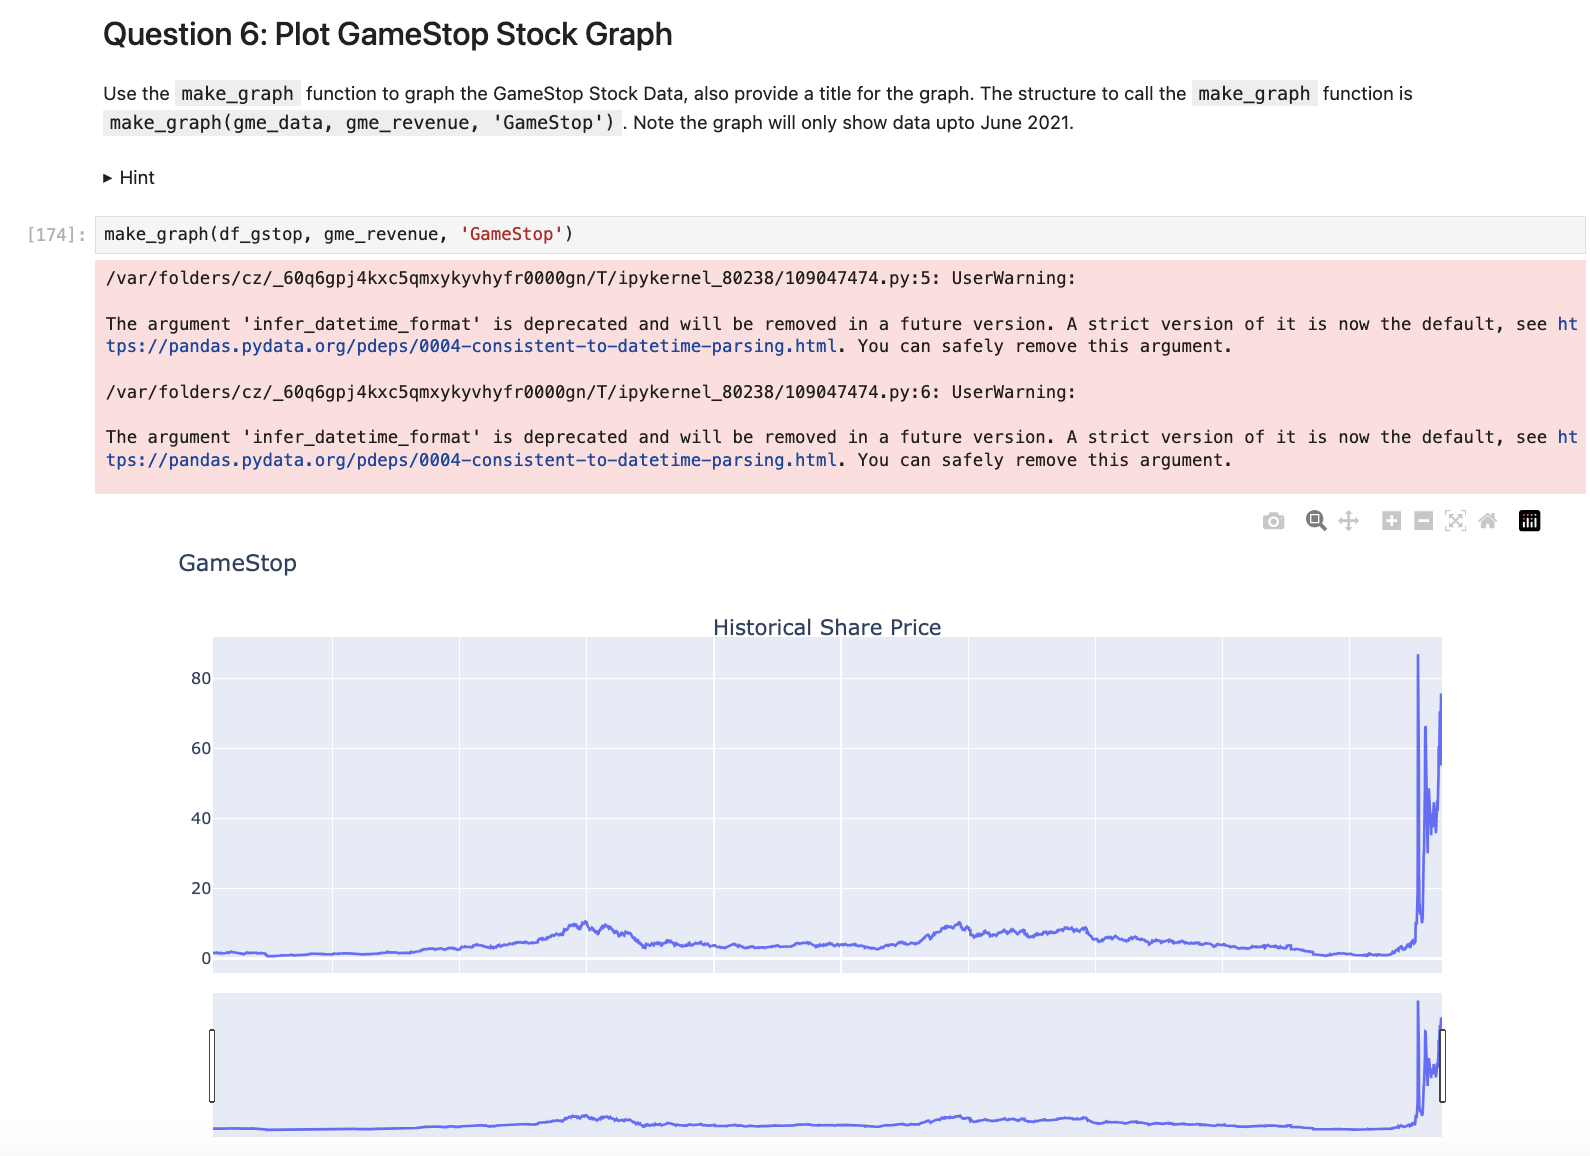 Question 6: Plot GameStop Stock Graph
Use the make_graph function to graph the GameStop Stock Data, also provide a title for the graph. The structure to call the make_graph function is
make_graph(gme_data, gme_revenue, 'GameStop') . Note the graph will only show data upto June 2021.
▸ Hint
[174]: make_graph(df_gstop, gme_revenue, 'GameStop')
/var/folders/cz/_60q6gpj4kxc5qmxykyvhyfr0000gn/T/ipykernel_80238/109047474.py:5: UserWarning:
The argument 'infer_datetime_format' is deprecated and will be removed in a future version. A strict version of it is now the default, see ht
tps://pandas.pydata.org/pdeps/0004-consistent-to-datetime-parsing.html. You can safely remove this argument.
/var/folders/cz/_60q6gpj4kxc5qmxykyvhyfr0000gn/T/ipykernel_80238/109047474.py:6: UserWarning:
The argument 'infer_datetime_format' is deprecated and will be removed in a future version. A strict version of it is now the default, see ht
tps://pandas.pydata.org/pdeps/0004-consistent-to-datetime-parsing.html. You can safely remove this argument.
GameStop
Historical Share Price
80
60
40
20
0